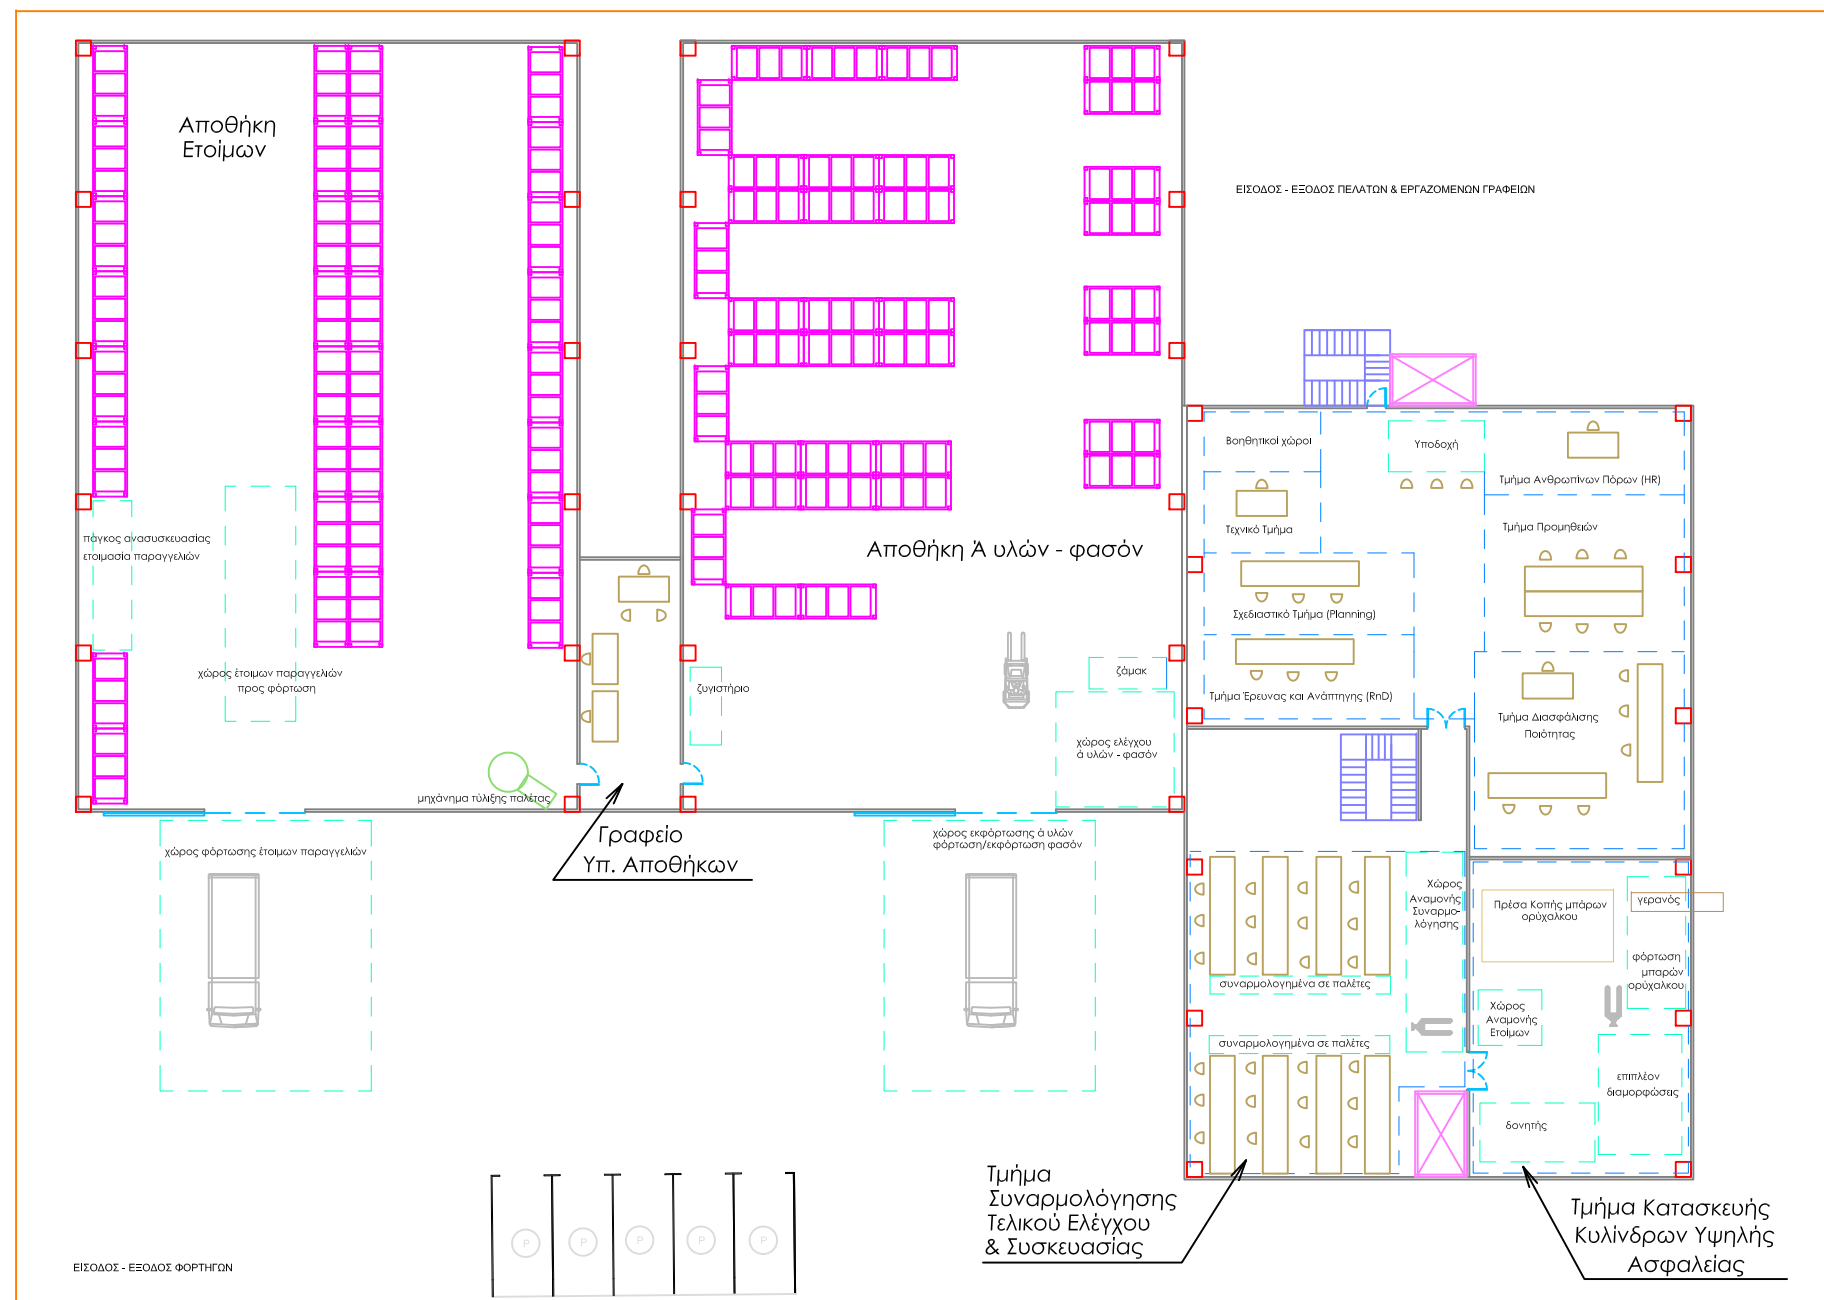 Αποθήκη
Ετοίμων
ΕΙΣΟΔΟΣ - ΕΞΟΔΟΣ ΠΕΛΑΤΩΝ & ΕΡΓΑΖΟΜΕΝΩΝ ΓΡΑΦΕΙΩΝ
Βοηθητικοί χώροι
Υποδοχή
Τμήμα Ανθρωπίνων Πόρων (HR)
Τεχνικό Τμήμα
Τμήμα Προμηθειών
πάγκος ανασυσκευασίας
ετοιμασία παραγγελιών
Αποθήκη Ά υλών - φασόν
Σχεδιαστικό Τμήμα (Planning)
χώρος έτοιμων παραγγελιών
προς φόρτωση
ζυγιστήριο
ζάμακ
Τμήμα Έρευνας και Ανάπτηγης (RnD)
Τμήμα Διασφάλισης
Ποιότητας
χώρος ελέγχου
ά υλών - φασόν
μηχάνημα τύλιξης παλέτας
Γραφείο
Υπ. Αποθήκων
χώρος φόρτωσης έτοιμων παραγγελιών
χώρος εκφόρτωσης ά υλών
φόρτωση/εκφόρτωση φασόν
Χώρος
Αναμονής
Συναρμο-
λόγησης
Πρέσα Κοπής μπάρων
ορύχαλκου
γερανός
φόρτωση
μπαρών
ορύχαλκου
συναρμολογημένα σε παλέτες
Χώρος
Αναμονής
Ετοίμων
συναρμολογημένα σε παλέτες
επιπλέον
διαμορφώσεις
δονητής
Τμήμα
Συναρμολόγησης
Τελικού Ελέγχου
& Συσκευασίας
Τμήμα Κατασκευής
Κυλίνδρων Υψηλής
Ασφαλείας
P P P P P
ΕΙΣΟΔΟΣ - ΕΞΟΔΟΣ ΦΟΡΤΗΓΩΝ